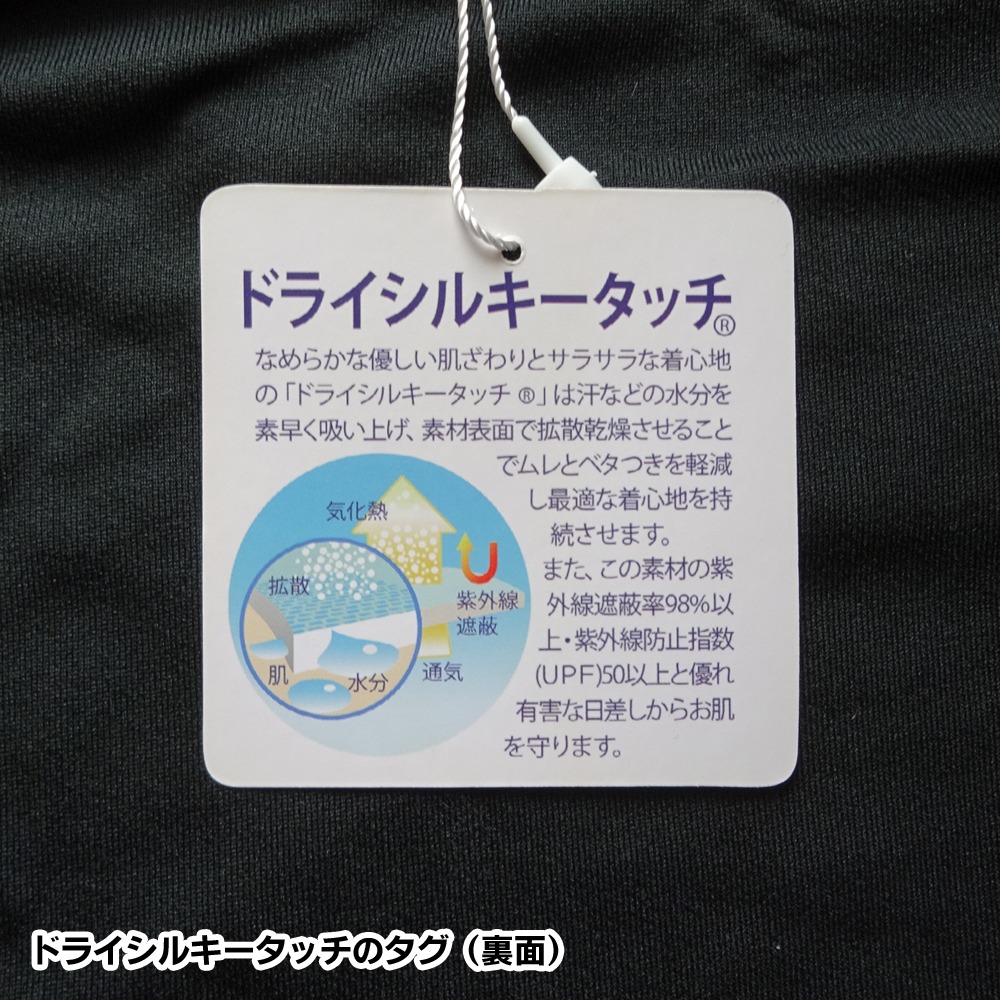 ドライシルキータッチ®
なめらかな優しい肌ざわりとサラサラな着心地
の「ドライシルキータッチ ®」は汗などの水分を
素早く吸い上げ、素材表面で拡散乾燥させること
でムレとベタつきを軽減
し最適な着心地を持
続させます。
また、この素材の紫
外線遮蔽率98%以
上・紫外線防止指数
(UPF)50以上と優れ
有害な日差しからお肌
を守ります。
気化熱
拡散
紫外線
遮蔽
肌
水分
通気
ドライシルキータッチのタグ（裏面）